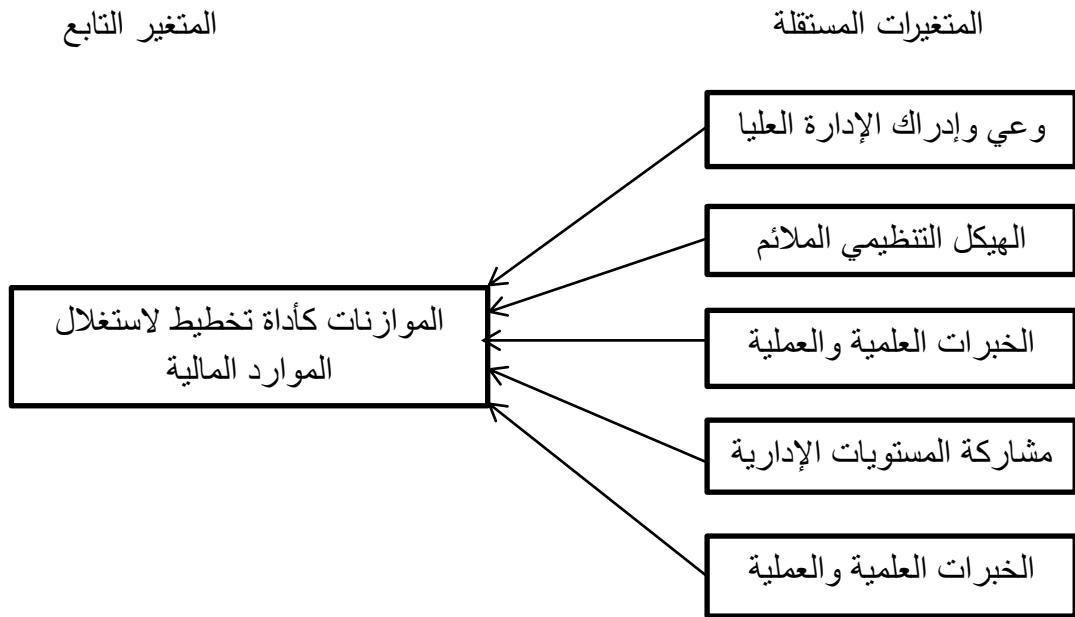 المتغيرات المستقلة
المتغير التابع
وعي وإدراك الإدارة العليا
الهيكل التنظيمي الملائم
الخبرات العلمية والعملية
مشاركة المستويات الإدارية
الخبرات العلمية والعملية
الموازنات كأداة تخطيط لاستغلال
الموارد المالية